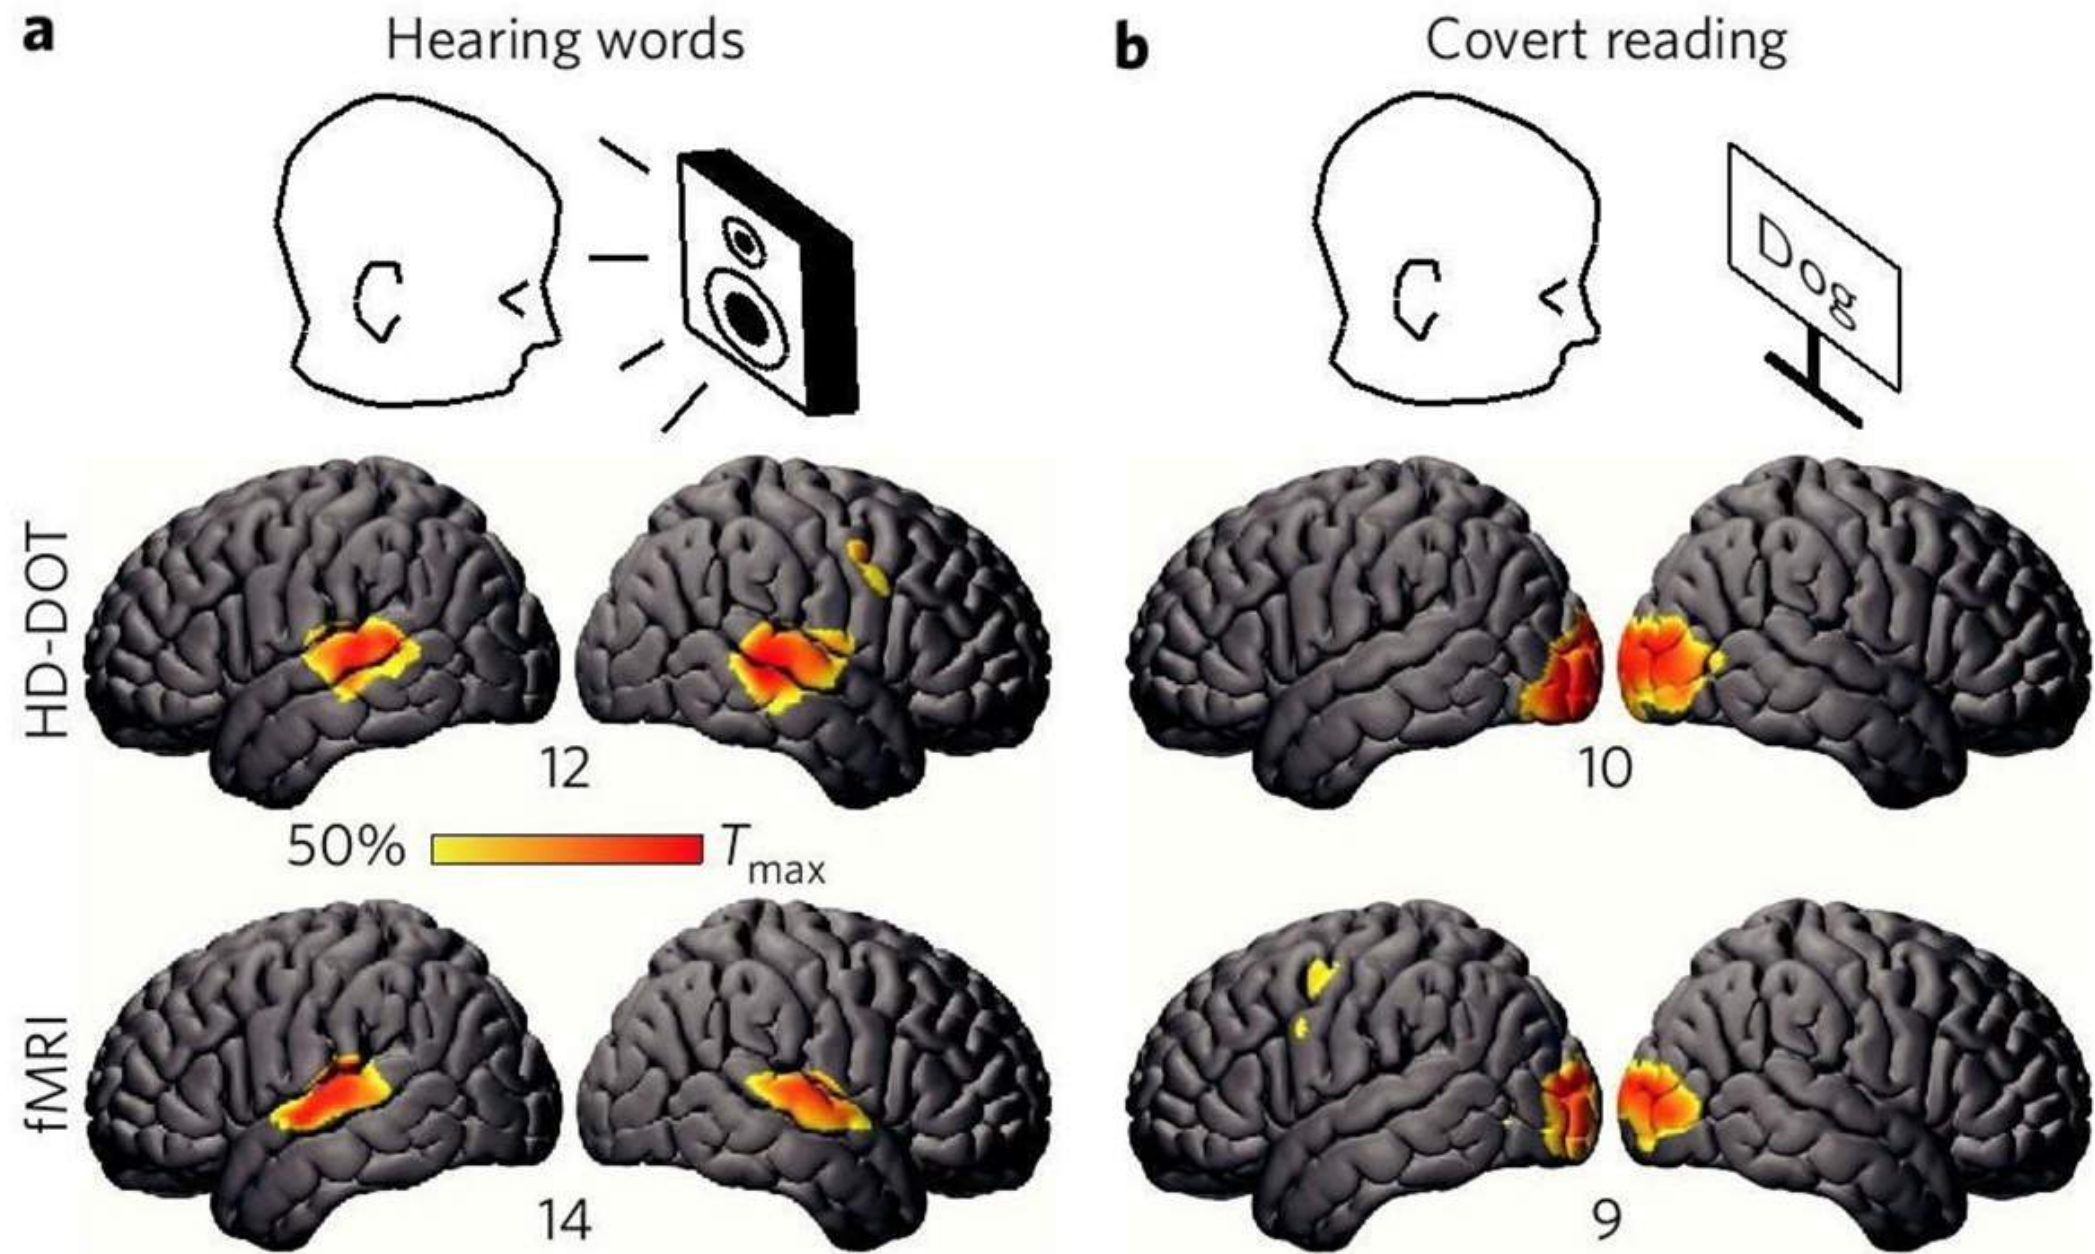 a
Hearing words
b
Covert reading
Dog
HD-DOT
12
10
50%
Tmax
fMRI
14
9